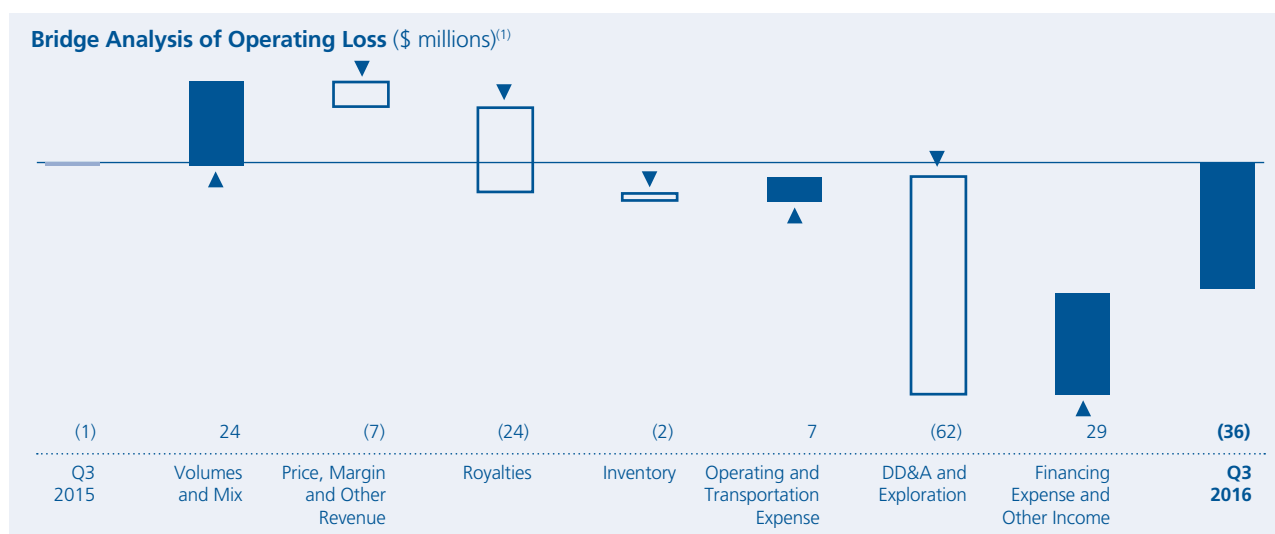 Bridge Analysis of Operating Loss ($ millions)(1)
(1) 24 (7) (24) (2) 7 (62) 29 (36)
Q3
2015
Volumes
and Mix
Price, Margin
and Other
Revenue
Royalties
Inventory
Operating and
Transportation
Expense
DD&A and
Exploration
Financing
Expense and
Other Income
Q3
2016